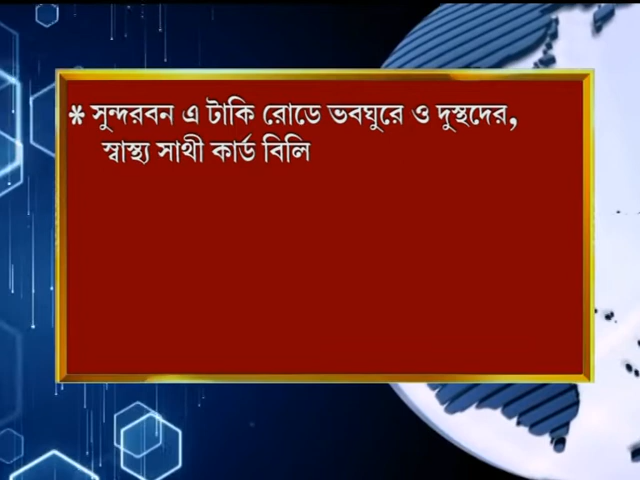 * সুন্দরবন এ টাকি রোডে ভবঘুরে ও দুস্থদের,
স্বাস্থ্য সাথী কার্ড বিলি